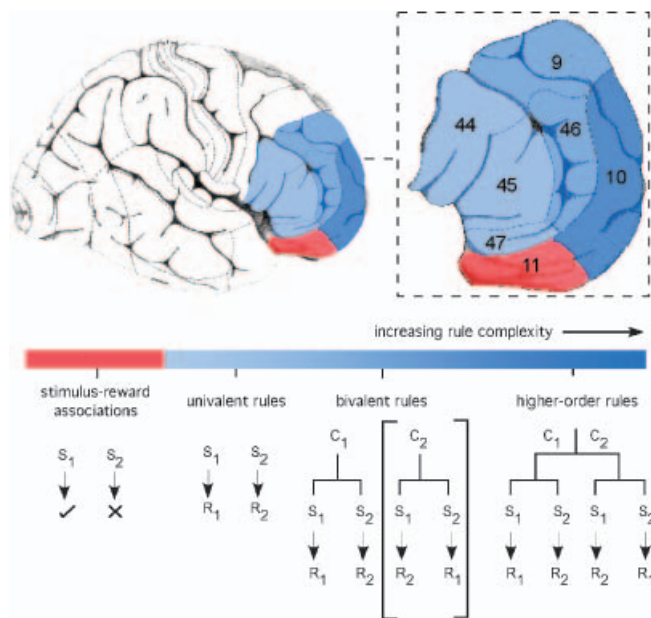 9
44
46
45
10
47
11
increasing rule complexity
stimulus-reward
associations
univalent rules
bivalent rules
higher-order rules
C1 C2 C1 C2
S1 S2 S1 S2 S1 S2 S1 S2 S1 S2 S1 S2
R1 R2 R1 R2 R2 R1 R1 R2 R2